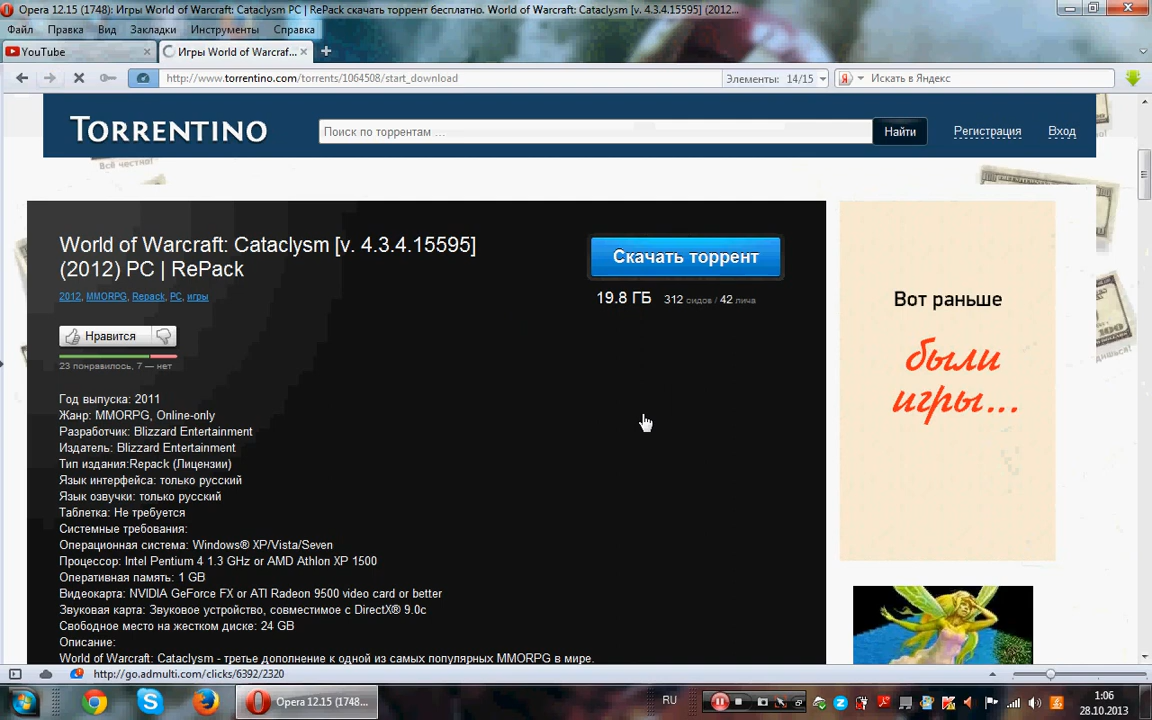 Opera 12.15 (1748): Игры World of Warcraft: Cataclysm PC | RePack скачать торрент бесплатно. World of Warcraft: Cataclysm [v. 4.3.4.15595] (2012...
Файл Правка Вид Закладки Инструменты Справка
YouTube Игры World of Warcraf...
http://www.torrentino.com/torrents/1064508/start_download Элементы: 14/15 Искать в Яндекс
TORRENTINO Поиск по торрентам ... Найти Регистрация Вход
Всё честно!
World of Warcraft: Cataclysm [v. 4.3.4.15595]
(2012) PC | RePack
Скачать торрент
2012, MMORPG, Repack, PC, игры
19.8 ГБ 312 сидов / 42 лича
Нравится
23 понравилось, 7 — нет
Вот раньше
были
игры...
Год выпуска: 2011
Жанр: MMORPG, Online-only
Разработчик: Blizzard Entertainment
Издатель: Blizzard Entertainment
Тип издания:Repack (Лицензии)
Язык интерфейса: только русский
Язык озвучки: только русский
Таблетка: Не требуется
Системные требования:
Операционная система: Windows® XP/Vista/Seven
Процессор: Intel Pentium 4 1.3 GHz or AMD Athlon XP 1500
Оперативная память: 1 GB
Видеокарта: NVIDIA GeForce FX or ATI Radeon 9500 video card or better
Звуковая карта: Звуковое устройство, совместимое с DirectX® 9.0c
Свободное место на жестком диске: 24 GB
Описание:
World of Warcraft: Cataclysm - третье дополнение к одной из самых популярных MMORPG в мире.
http://go.admulti.com/clicks/6392/2320
Opera 12.15 (1748... RU 1:06
28.10.2013